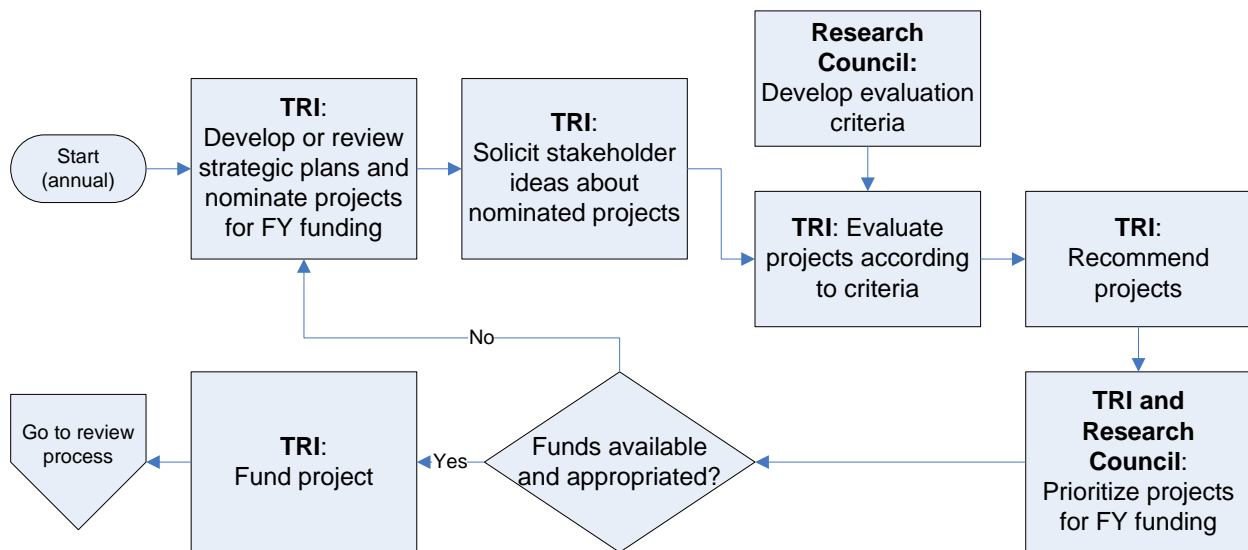 Start
(annual)
TRI:
Develop or review
strategic plans and
nominate projects
for FY funding
TRI:
Solicit stakeholder
ideas about
nominated projects
Research
Council:
Develop evaluation
criteria
TRI: Evaluate
projects according
to criteria
TRI:
Recommend
projects
TRI and
Research
Council:
Prioritize projects
for FY funding
Funds available
and appropriated?
No
Yes
TRI:
Fund project
Go to review
process